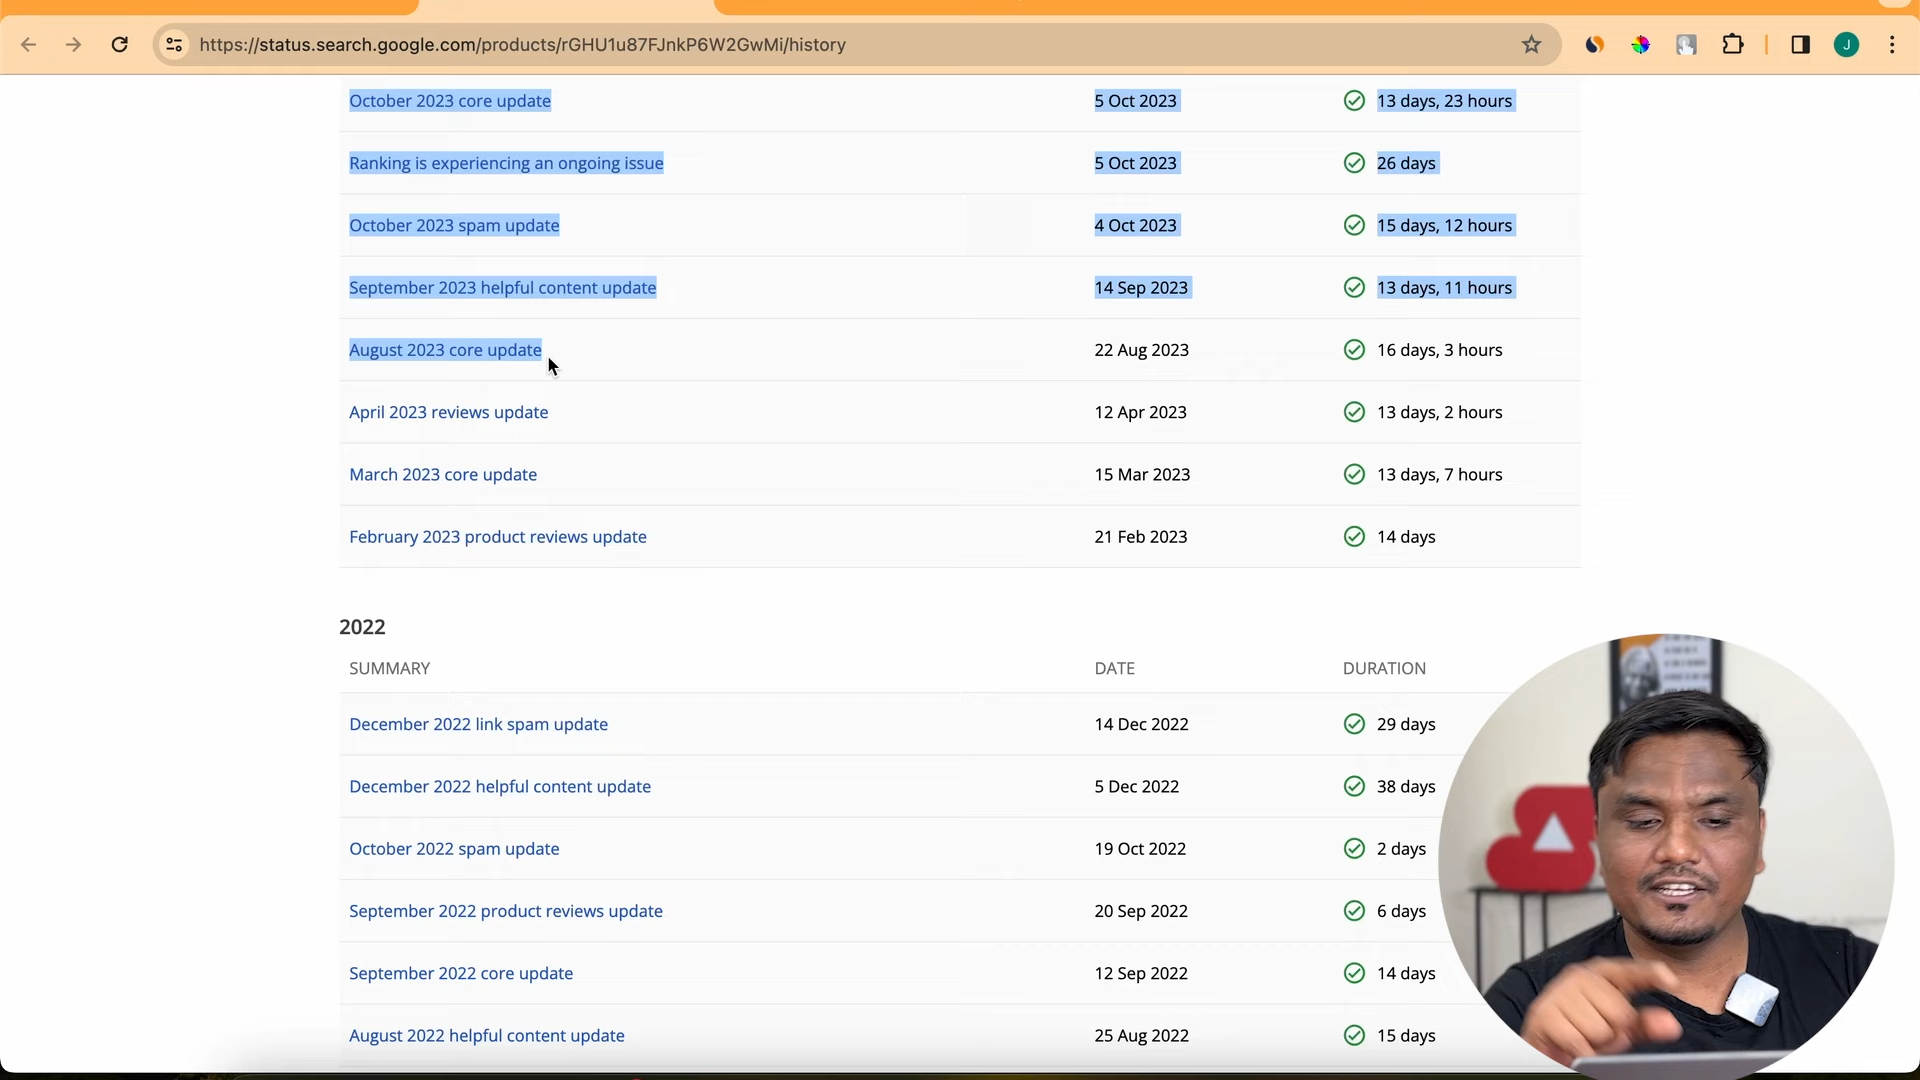 https://status.search.google.com/products/rGHU1u87FJnkP6W2GwMi/history
J
October 2023 core update 5 Oct 2023 13 days, 23 hours
Ranking is experiencing an ongoing issue 5 Oct 2023 26 days
October 2023 spam update 4 Oct 2023 15 days, 12 hours
September 2023 helpful content update 14 Sep 2023 13 days, 11 hours
August 2023 core update 22 Aug 2023 16 days, 3 hours
April 2023 reviews update 12 Apr 2023 13 days, 2 hours
March 2023 core update 15 Mar 2023 13 days, 7 hours
February 2023 product reviews update 21 Feb 2023 14 days
2022
SUMMARY DATE DURATION
December 2022 link spam update 14 Dec 2022 29 days
December 2022 helpful content update 5 Dec 2022 38 days
October 2022 spam update 19 Oct 2022 2 days
September 2022 product reviews update 20 Sep 2022 6 days
September 2022 core update 12 Sep 2022 14 days
August 2022 helpful content update 25 Aug 2022 15 days